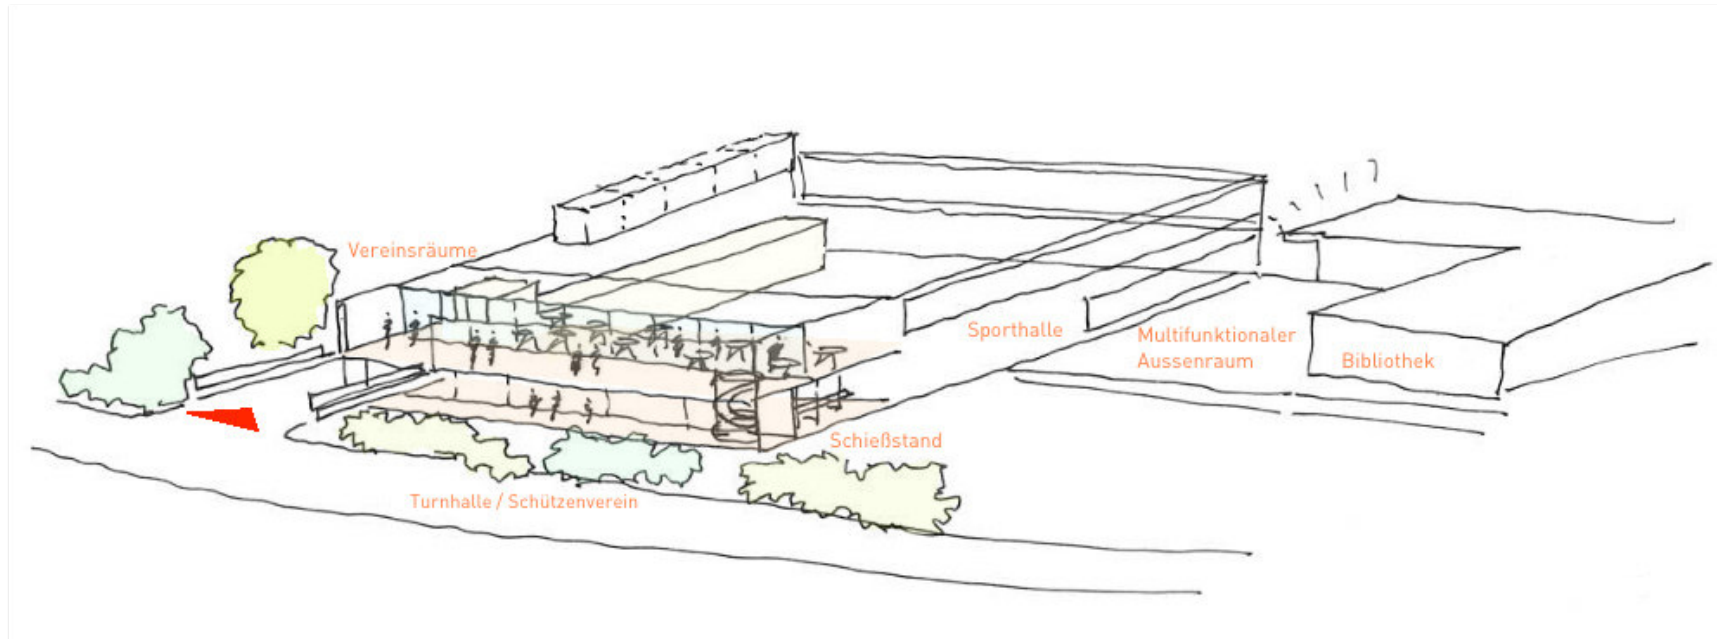 Vereinsräume
Sporthalle
Multifunktionaler
Aussenraum
Bibliothek
Schießstand
Turnhalle / Schützenverein